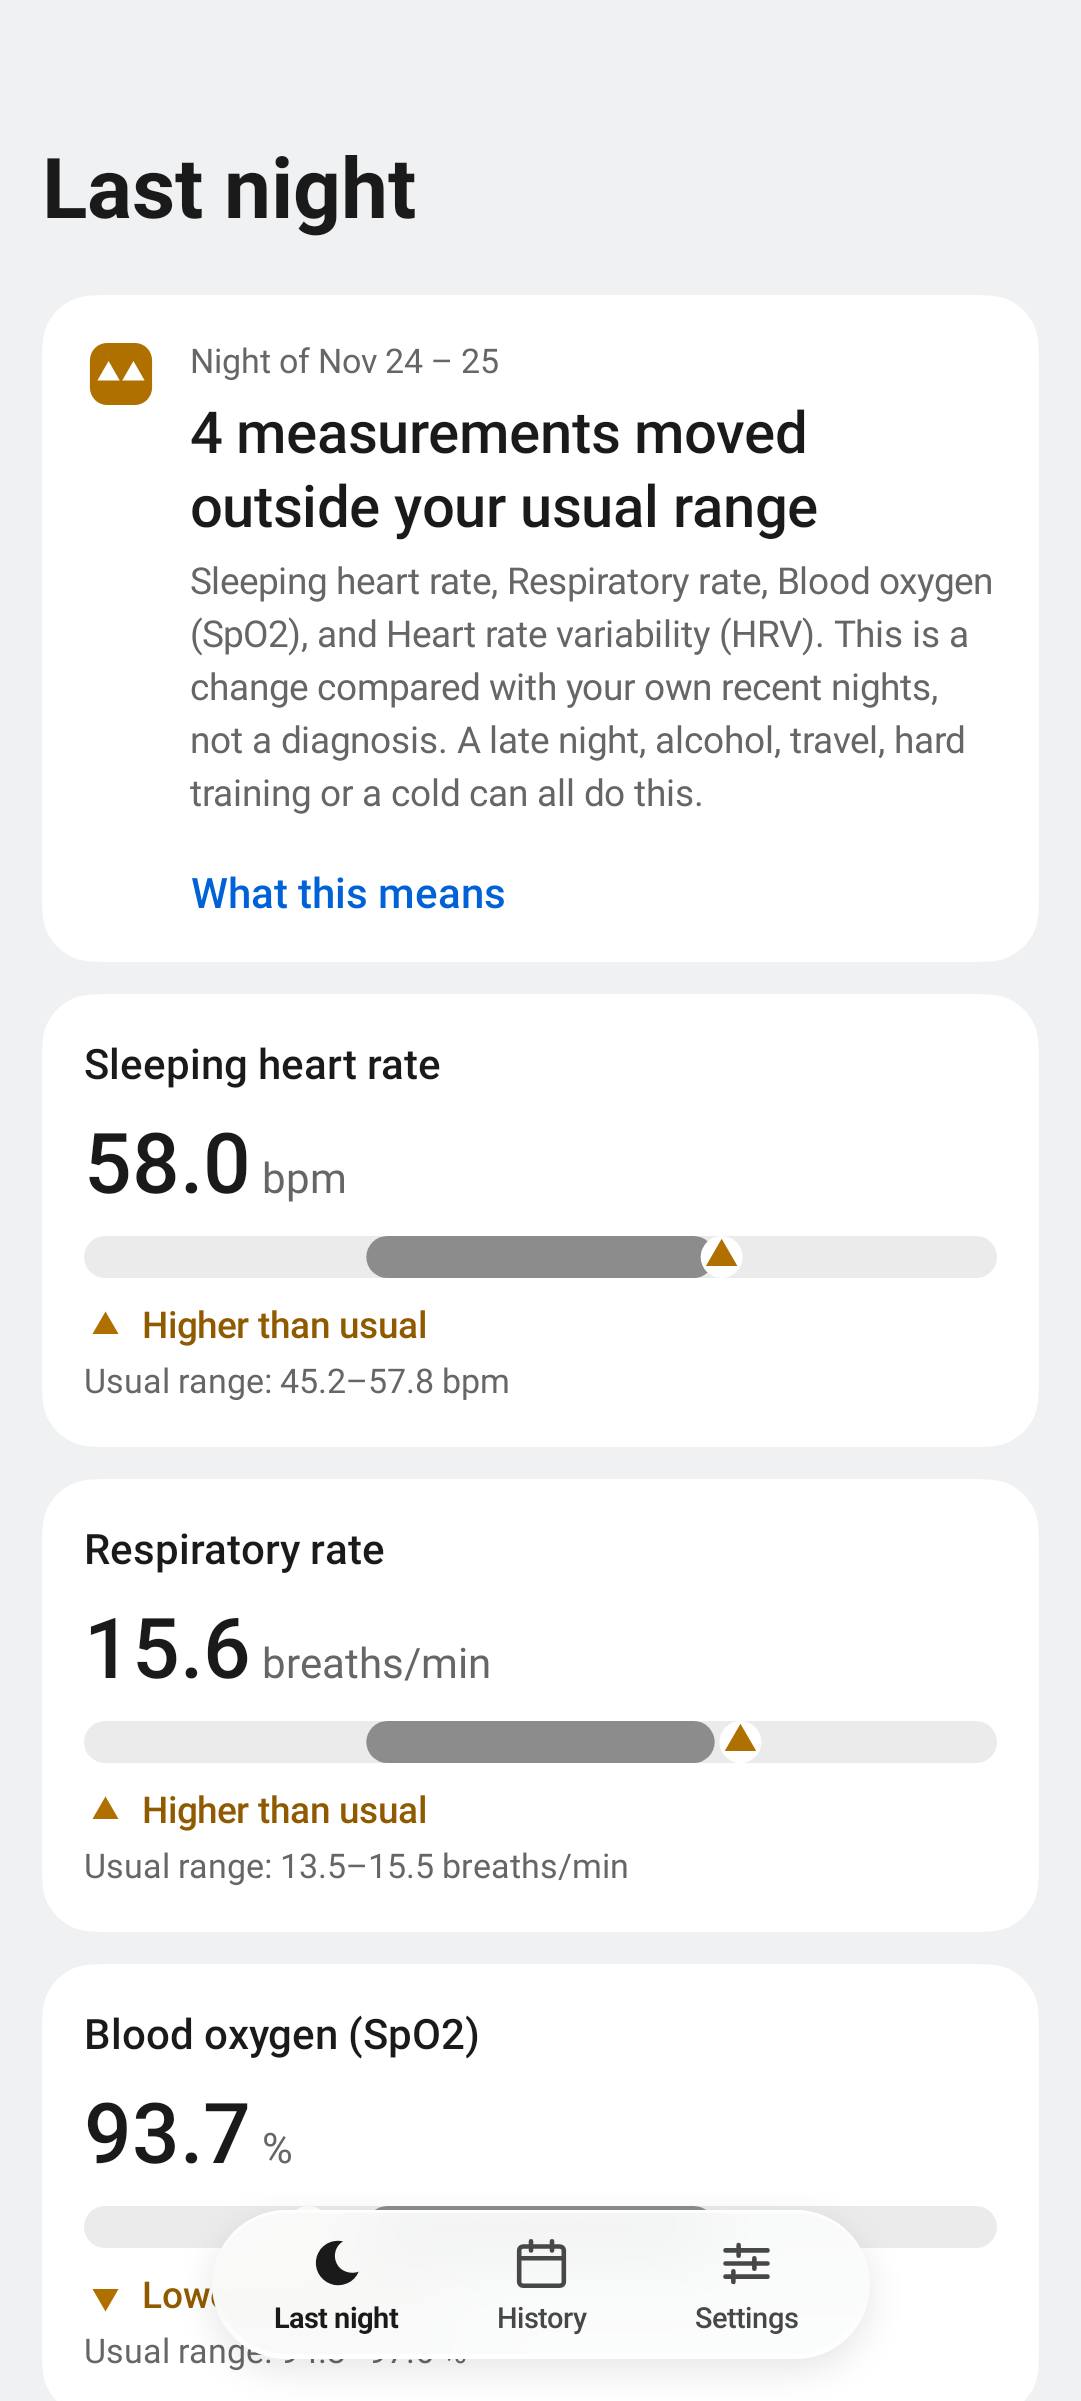 Last night
Night of Nov 24 – 25
4 measurements moved
outside your usual range
Sleeping heart rate, Respiratory rate, Blood oxygen
(SpO2), and Heart rate variability (HRV). This is a
change compared with your own recent nights,
not a diagnosis. A late night, alcohol, travel, hard
training or a cold can all do this.
What this means
Sleeping heart rate
58.0 bpm
Higher than usual
Usual range: 45.2–57.8 bpm
Respiratory rate
15.6 breaths/min
Higher than usual
Usual range: 13.5–15.5 breaths/min
Blood oxygen (SpO2)
93.7 %
Usual range:
Last night
History
Settings